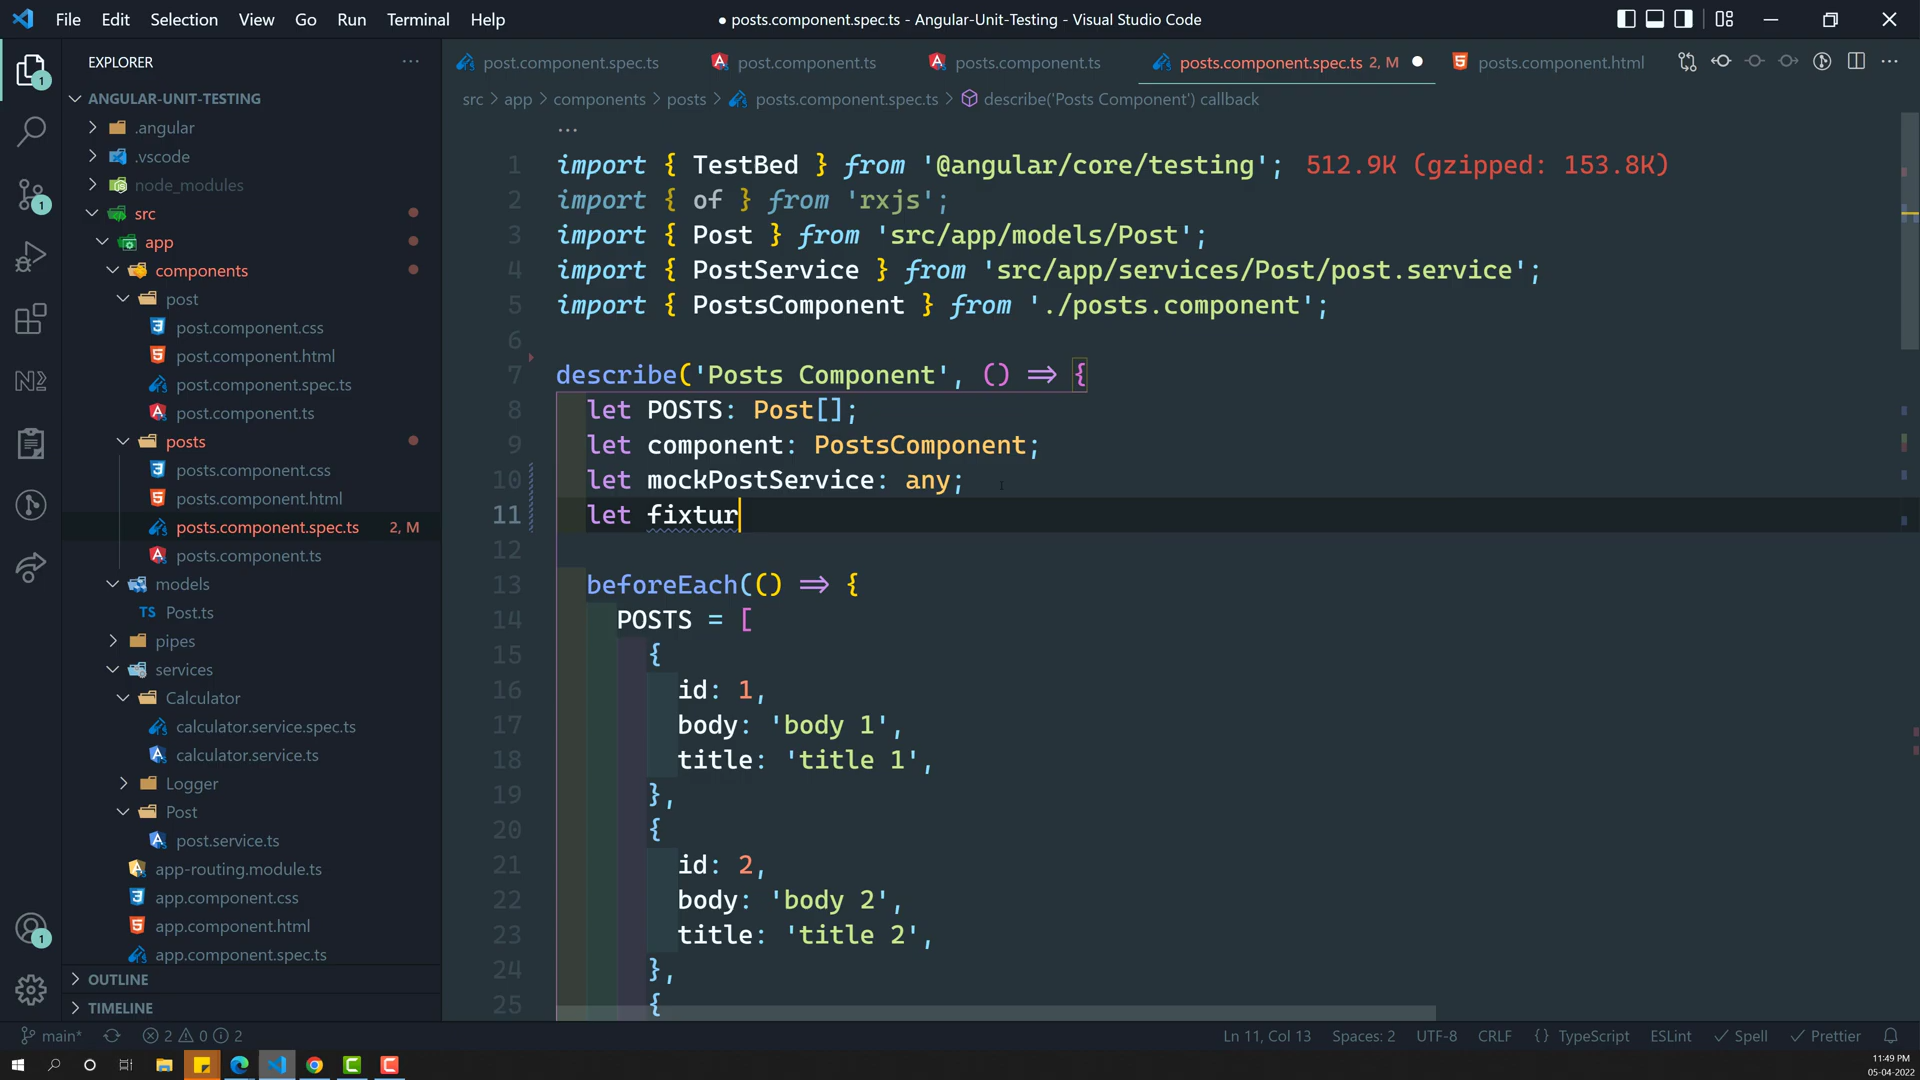 File Edit Selection View Go Run Terminal Help
● posts.component.spec.ts - Angular-Unit-Testing - Visual Studio Code
EXPLORER
ANGULAR-UNIT-TESTING
.angular
.vscode
node_modules
src
app
components
post
post.component.css
post.component.html
post.component.spec.ts
post.component.ts
posts
posts.component.css
posts.component.html
posts.component.spec.ts 2, M
posts.component.ts
models
TS Post.ts
pipes
services
Calculator
calculator.service.spec.ts
calculator.service.ts
Logger
Post
post.service.ts
app-routing.module.ts
app.component.css
app.component.html
app.component.spec.ts
OUTLINE
TIMELINE
post.component.spec.ts post.component.ts posts.component.ts posts.component.spec.ts 2, M posts.component.html
src > app > components > posts > posts.component.spec.ts > describe('Posts Component') callback
...
1 import { TestBed } from '@angular/core/testing'; 512.9K (gzipped: 153.8K)
2 import { of } from 'rxjs';
3 import { Post } from 'src/app/models/Post';
4 import { PostService } from 'src/app/services/Post/post.service';
5 import { PostsComponent } from './posts.component';
6
7 describe('Posts Component', () => {
8 let POSTS: Post[];
9 let component: PostsComponent;
10 let mockPostService: any;
11 let fixtur
12
13 beforeEach(() => {
14 POSTS = [
15 {
16 id: 1,
17 body: 'body 1',
18 title: 'title 1',
19 },
20 {
21 id: 2,
22 body: 'body 2',
23 title: 'title 2',
24 },
25 {
main* 2 0 2 Ln 11, Col 13 Spaces: 2 UTF-8 CRLF {} TypeScript ESLint Spell Prettier
11:49 PM
05-04-2022